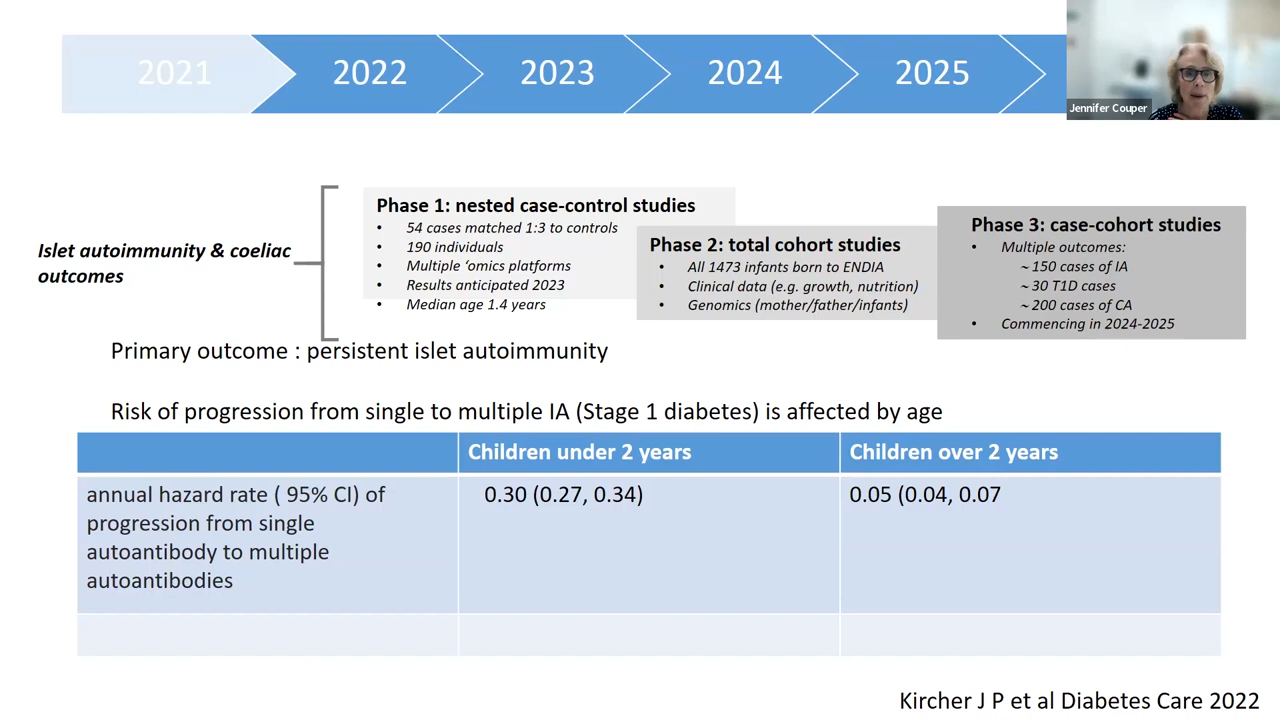 2021
2022
2023
2024
2025
Jennifer Couper
Islet autoimmunity & coeliac
outcomes
Phase 1: nested case-control studies
• 54 cases matched 1:3 to controls
• 190 individuals
• Multiple ‘omics platforms
• Results anticipated 2023
• Median age 1.4 years
Phase 2: total cohort studies
• All 1473 infants born to ENDIA
• Clinical data (e.g. growth, nutrition)
• Genomics (mother/father/infants)
Phase 3: case-cohort studies
• Multiple outcomes:
~ 150 cases of IA
~ 30 T1D cases
~ 200 cases of CA
• Commencing in 2024-2025
Primary outcome : persistent islet autoimmunity
Risk of progression from single to multiple IA (Stage 1 diabetes) is affected by age
Children under 2 years
Children over 2 years
annual hazard rate ( 95% CI) of
progression from single
autoantibody to multiple
autoantibodies
0.30 (0.27, 0.34)
0.05 (0.04, 0.07
Kircher J P et al Diabetes Care 2022